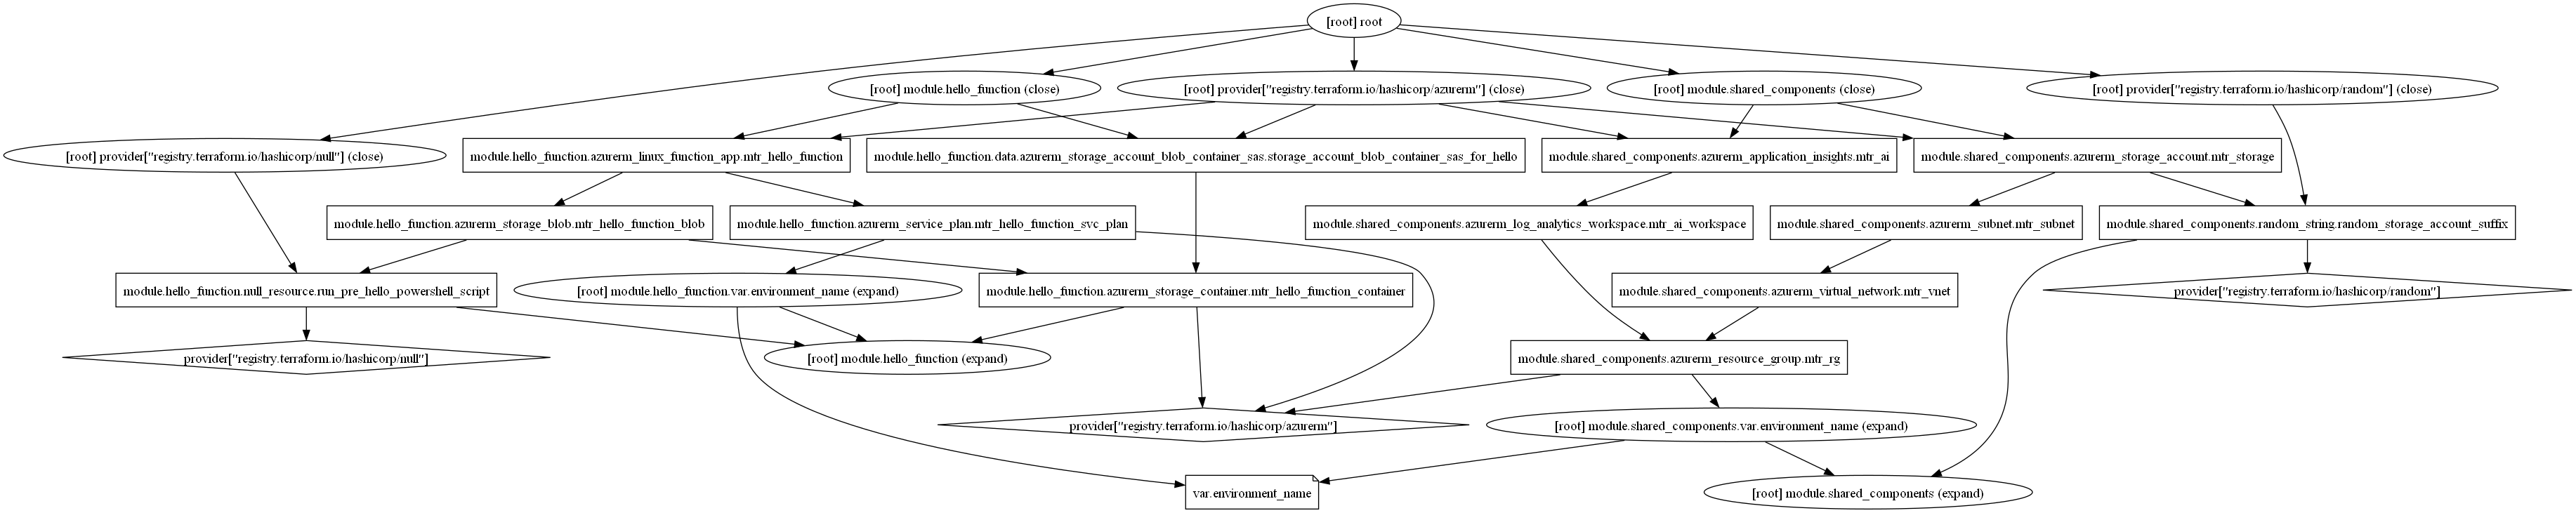 [root] root
[root] module.hello_function (close)
[root] provider["registry.terraform.io/hashicorp/azurerm"] (close)
[root] module.shared_components (close)
[root] provider["registry.terraform.io/hashicorp/random"] (close)
[root] provider["registry.terraform.io/hashicorp/null"] (close)
module.hello_function.azurerm_linux_function_app.mtr_hello_function
module.hello_function.data.azurerm_storage_account_blob_container_sas.storage_account_blob_container_sas_for_hello
module.shared_components.azurerm_application_insights.mtr_ai
module.shared_components.azurerm_storage_account.mtr_storage
module.hello_function.azurerm_storage_blob.mtr_hello_function_blob
module.hello_function.azurerm_service_plan.mtr_hello_function_svc_plan
module.shared_components.azurerm_log_analytics_workspace.mtr_ai_workspace
module.shared_components.azurerm_subnet.mtr_subnet
module.shared_components.random_string.random_storage_account_suffix
module.hello_function.null_resource.run_pre_hello_powershell_script
[root] module.hello_function.var.environment_name (expand)
module.hello_function.azurerm_storage_container.mtr_hello_function_container
module.shared_components.azurerm_virtual_network.mtr_vnet
provider["registry.terraform.io/hashicorp/random"]
provider["registry.terraform.io/hashicorp/null"]
[root] module.hello_function (expand)
module.shared_components.azurerm_resource_group.mtr_rg
provider["registry.terraform.io/hashicorp/azurerm"]
[root] module.shared_components.var.environment_name (expand)
var.environment_name
[root] module.shared_components (expand)